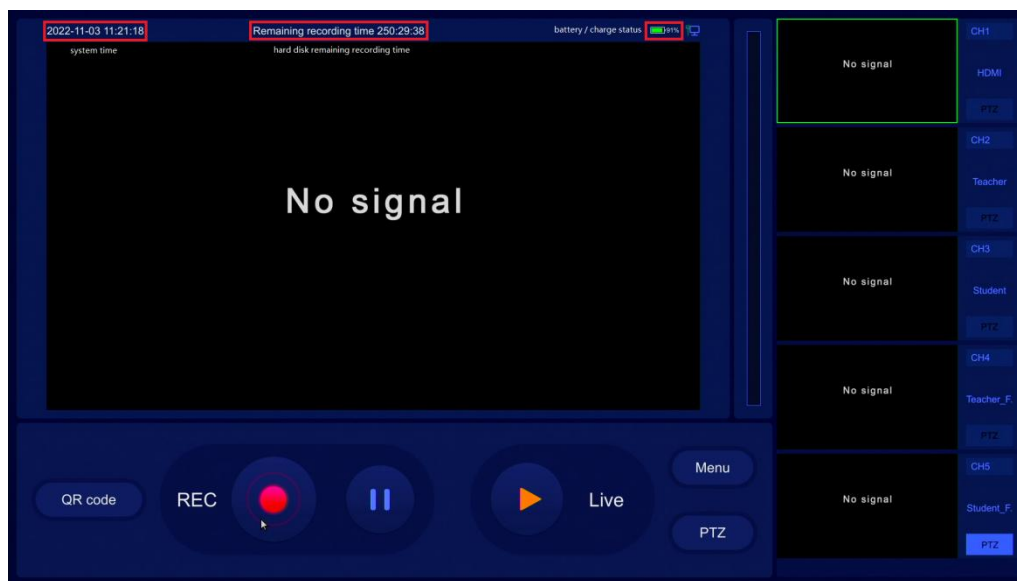 2022-11-03 11:21:18
Remaining recording time 250:29:38
battery / charge status 91%
system time
hard disk remaining recording time
No signal
QR code
REC
Live
Menu
PTZ
No signal
CH1
HDMI
PTZ
No signal
CH2
Teacher
PTZ
No signal
CH3
Student
PTZ
No signal
CH4
Teacher_F.
PTZ
No signal
CH5
Student_F.
PTZ